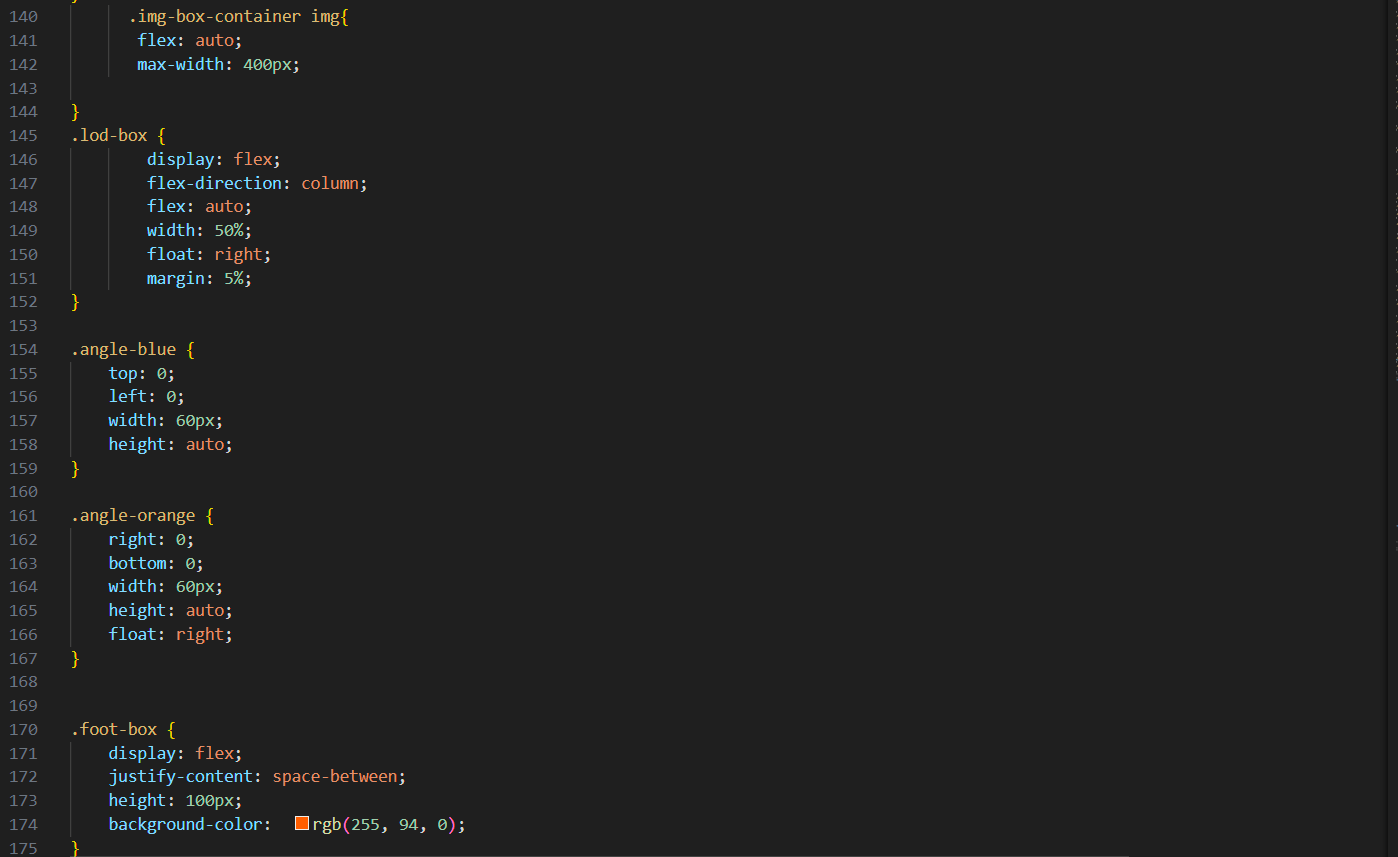 140 .img-box-container img{
141 flex: auto;
142 max-width: 400px;
143
144 }
145 .lod-box {
146 display: flex;
147 flex-direction: column;
148 flex: auto;
149 width: 50%;
150 float: right;
151 margin: 5%;
152 }
153
154 .angle-blue {
155 top: 0;
156 left: 0;
157 width: 60px;
158 height: auto;
159 }
160
161 .angle-orange {
162 right: 0;
163 bottom: 0;
164 width: 60px;
165 height: auto;
166 float: right;
167 }
168
169
170 .foot-box {
171 display: flex;
172 justify-content: space-between;
173 height: 100px;
174 background-color: rgb(255, 94, 0);
175 }